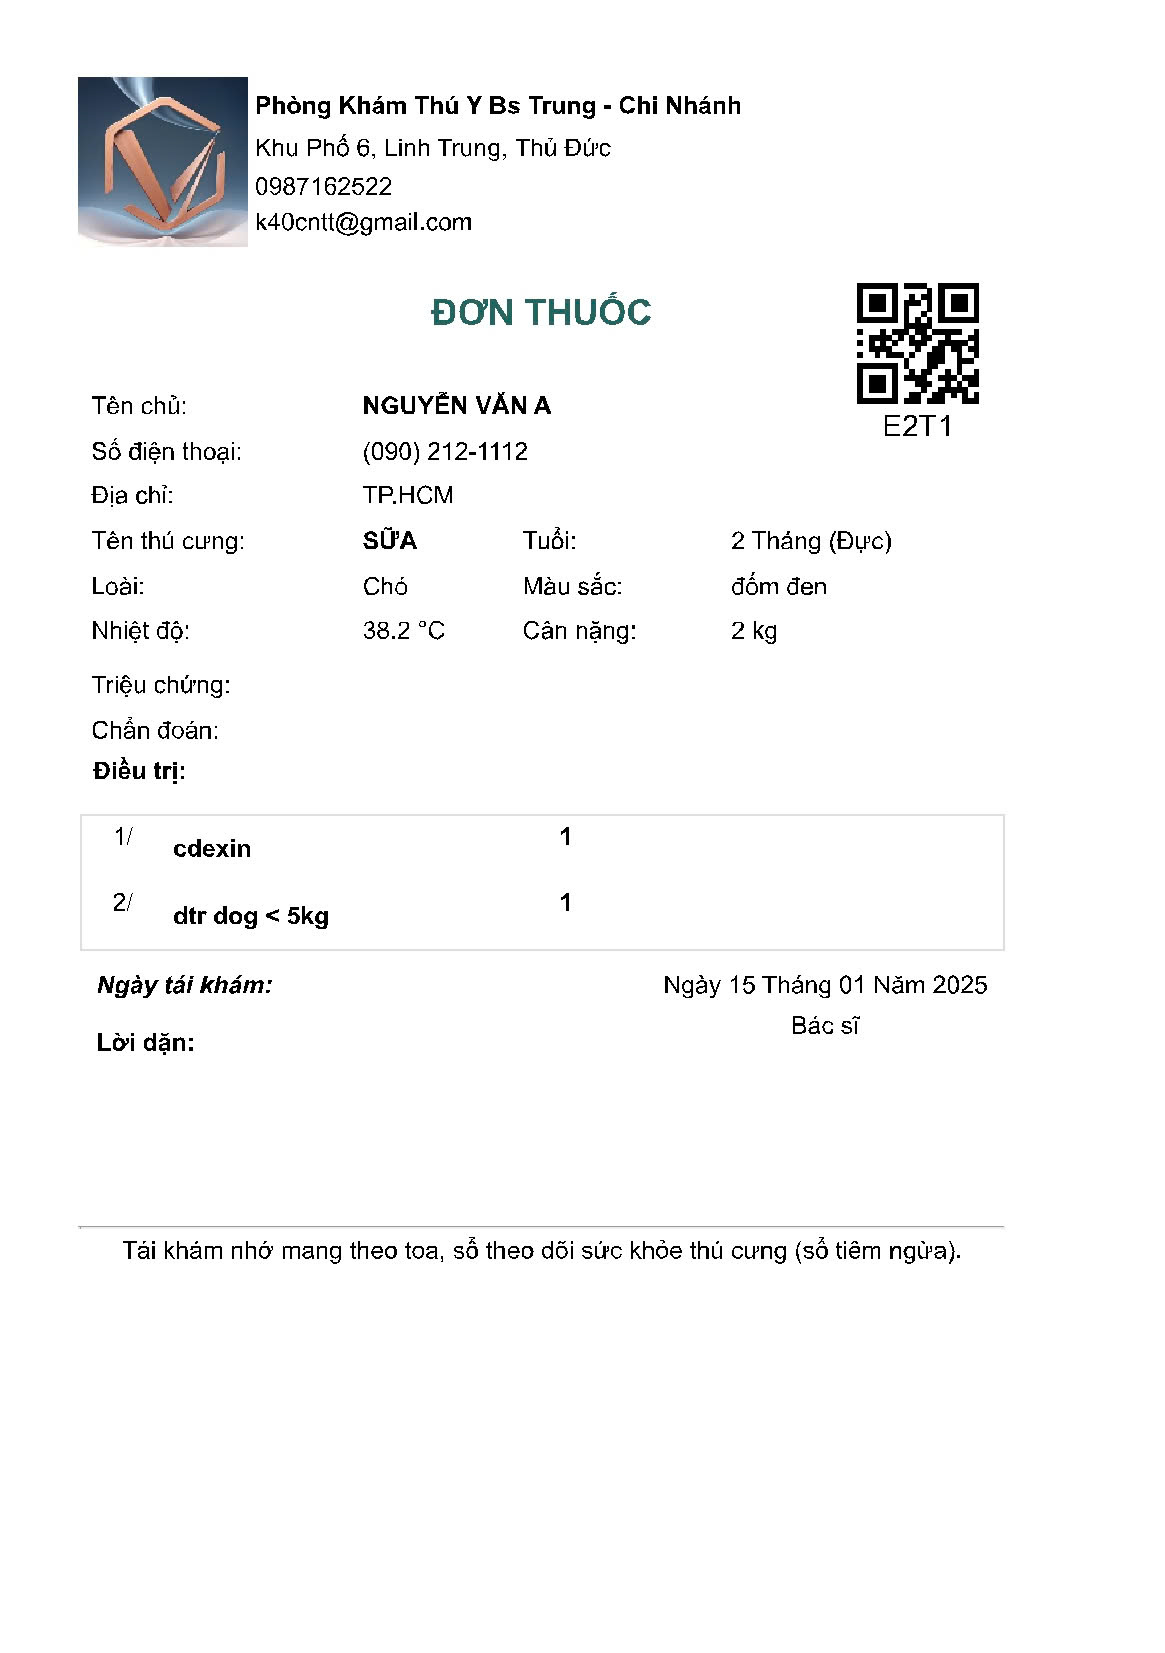 Phòng Khám Thú Y Bs Trung - Chi Nhánh
Khu Phố 6, Linh Trung, Thủ Đức
0987162522
k40cntt@gmail.com
ĐƠN THUỐC
E2T1
Tên chủ: NGUYỄN VĂN A
Số điện thoại: (090) 212-1112
Địa chỉ: TP.HCM
Tên thú cưng: SỮA Tuổi: 2 Tháng (Đực)
Loài: Chó Màu sắc: đốm đen
Nhiệt độ: 38.2 °C Cân nặng: 2 kg
Triệu chứng:
Chẩn đoán:
Điều trị:
1/ cdexin 1
2/ dtr dog < 5kg 1
Ngày tái khám: Ngày 15 Tháng 01 Năm 2025
Bác sĩ
Lời dặn:
Tái khám nhớ mang theo toa, sổ theo dõi sức khỏe thú cưng (sổ tiêm ngừa).